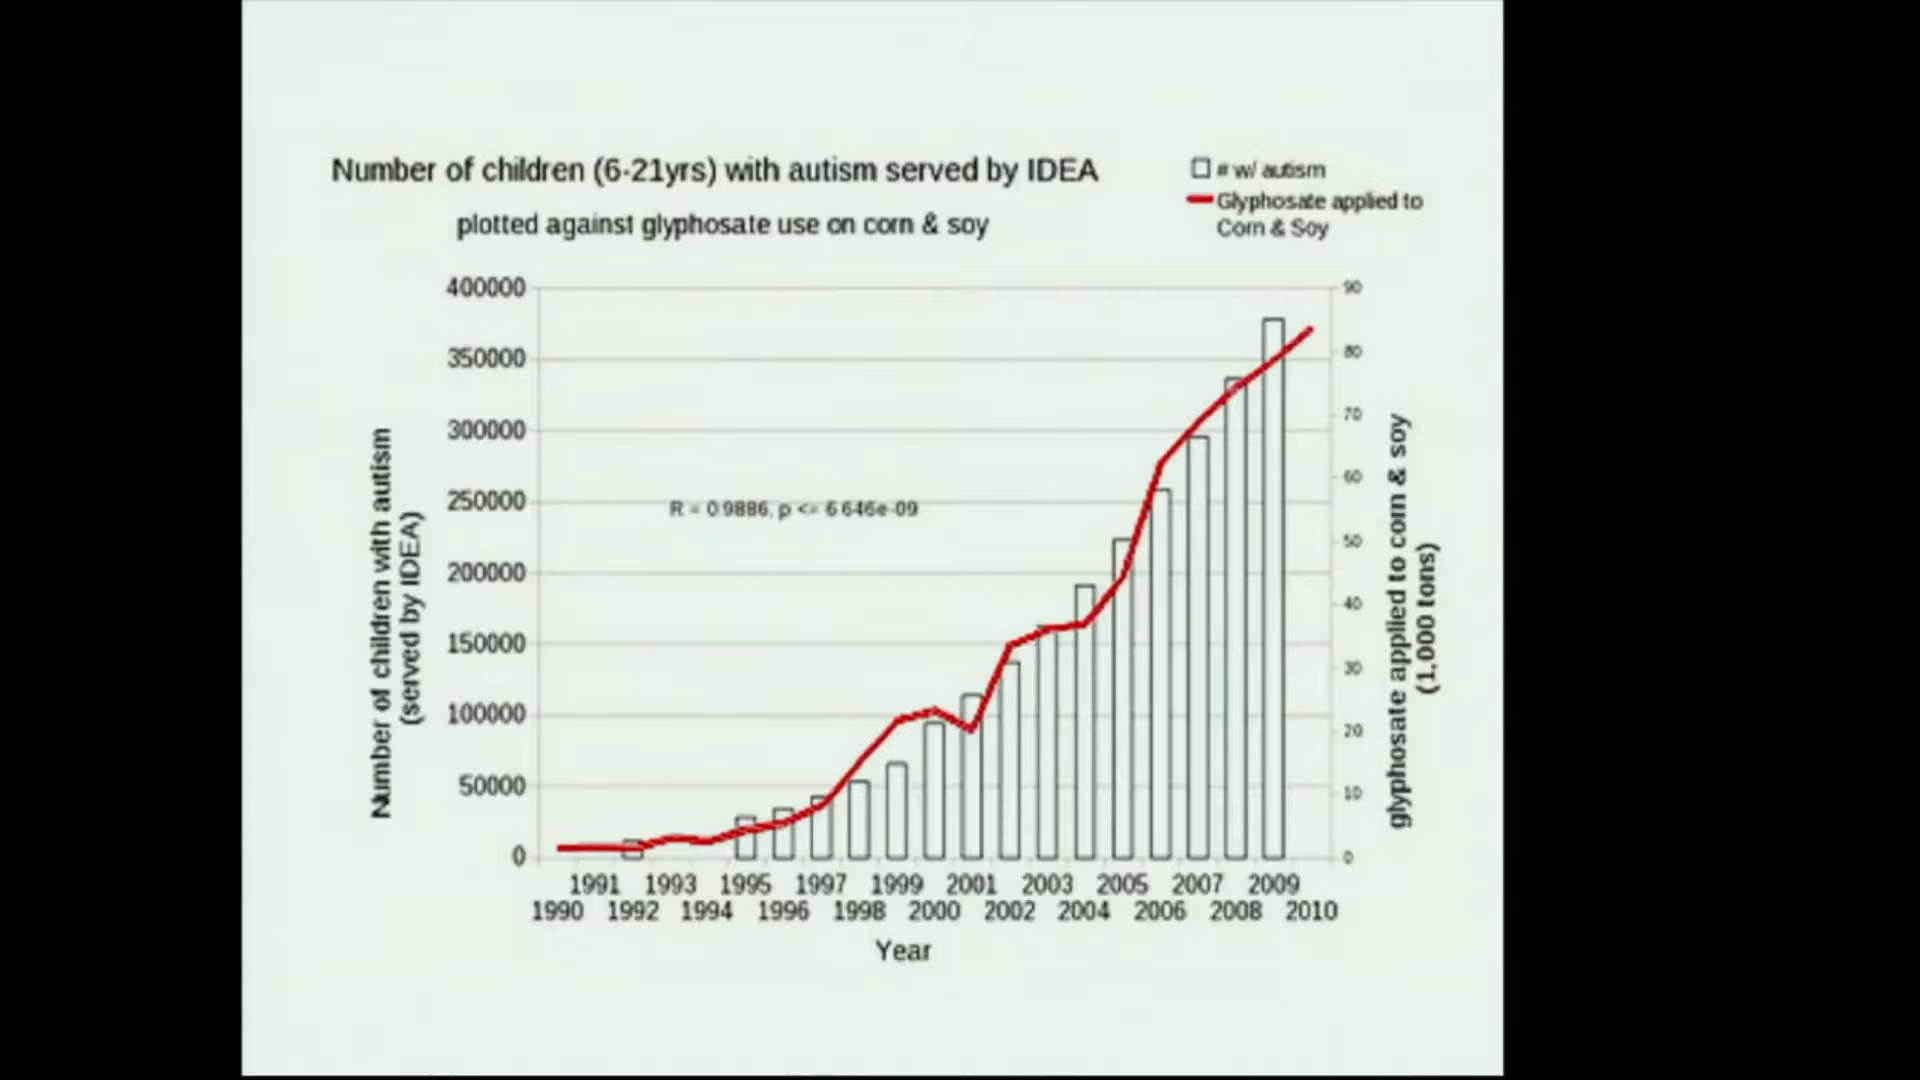 Number of children (6-21yrs) with autism served by IDEA
plotted against glyphosate use on corn & soy
# w/ autism
Glyphosate applied to
Corn & Soy
Number of children with autism
(served by IDEA)
400000
350000
300000
250000
200000
150000
100000
50000
0
R = 0.9886, p <= 6.646e-09
90
80
70
60
50
40
30
20
10
0
glyphosate applied to corn & soy
(1,000 tons)
1991 1993 1995 1997 1999 2001 2003 2005 2007 2009
1990 1992 1994 1996 1998 2000 2002 2004 2006 2008 2010
Year